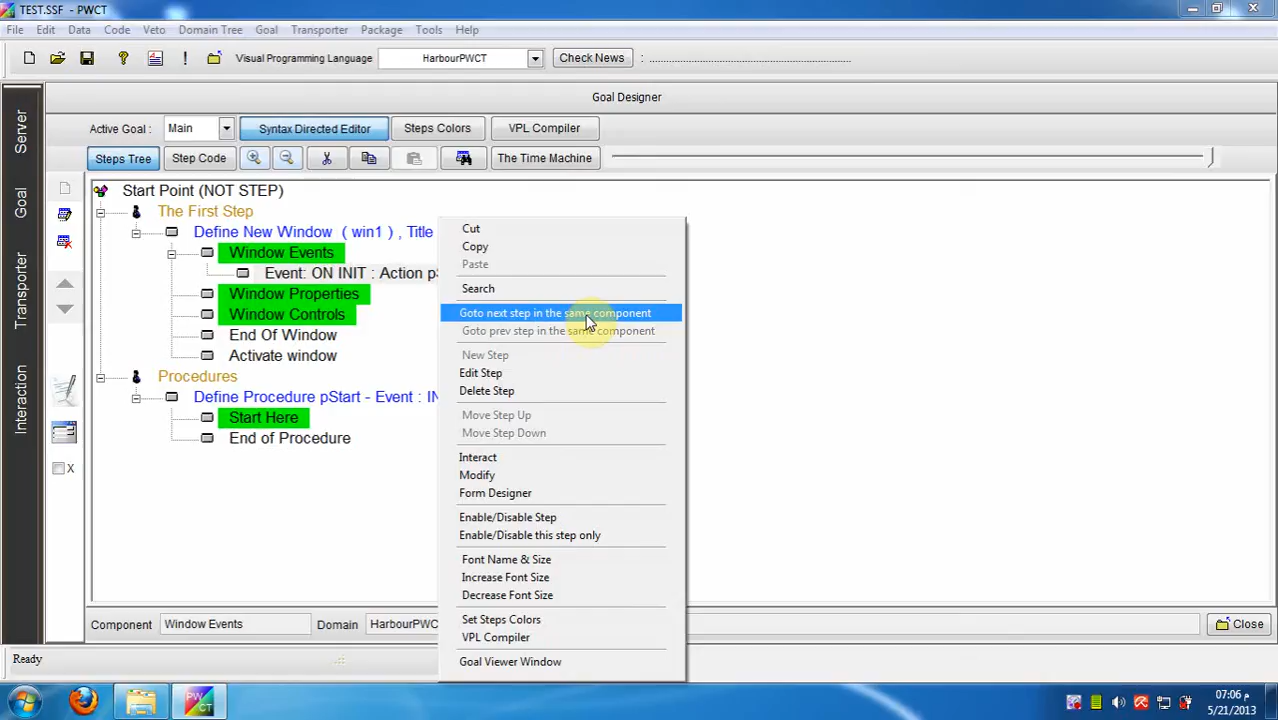 TEST.SSF - PWCT
File Edit Data Code Veto Domain Tree Goal Transporter Package Tools Help
Visual Programming Language HarbourPWCT Check News :
Goal Designer
Active Goal : Main Syntax Directed Editor Steps Colors VPL Compiler
Steps Tree Step Code The Time Machine
Server
Goal
Transporter
Interaction
X
Start Point (NOT STEP)
The First Step
Define New Window ( win1 ) , Title
Window Events
Event: ON INIT : Action
Window Properties
Window Controls
End Of Window
Activate window
Procedures
Define Procedure pStart - Event :
Start Here
End of Procedure
Cut
Copy
Paste
Search
Goto next step in the same component
Goto prev step in the same component
New Step
Edit Step
Delete Step
Move Step Up
Move Step Down
Interact
Modify
Form Designer
Enable/Disable Step
Enable/Disable this step only
Font Name & Size
Increase Font Size
Decrease Font Size
Set Steps Colors
VPL Compiler
Goal Viewer Window
Component Window Events Domain HarbourPWC Close
Ready
07:06 م
5/21/2013